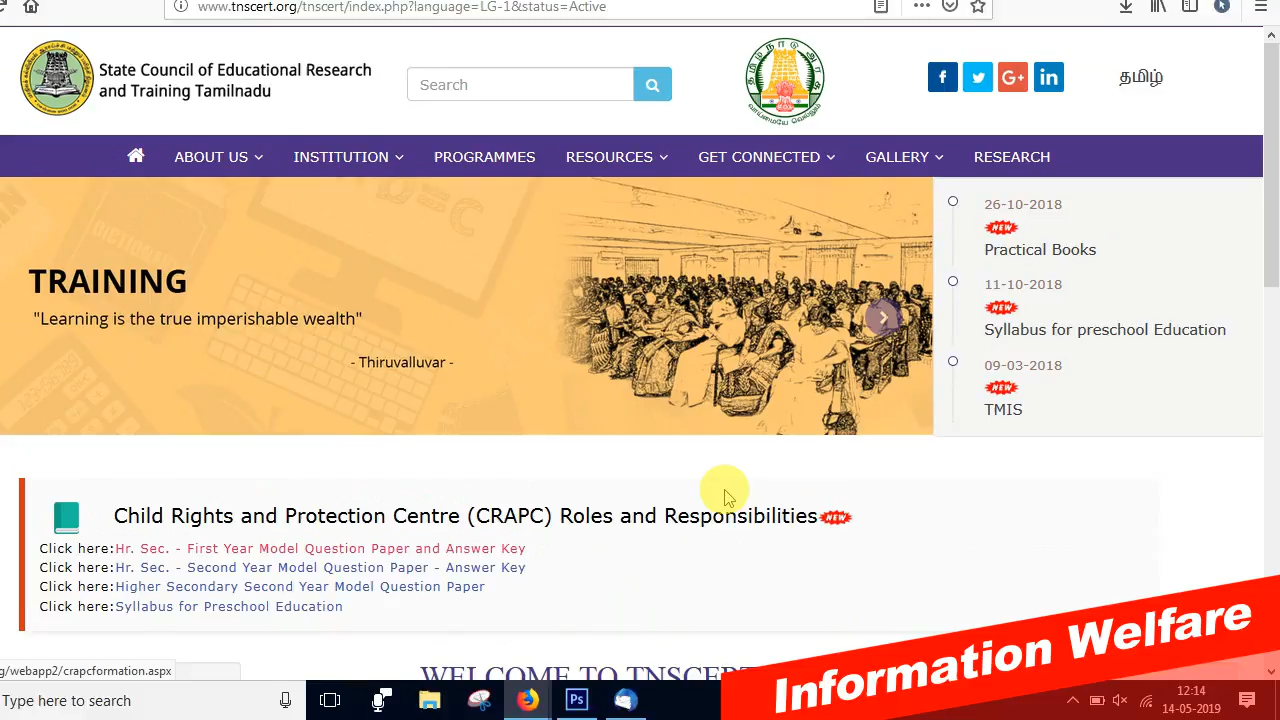 www.tnscert.org/tnscert/index.php?language=LG-1&status=Active
State Council of Educational Research
and Training Tamilnadu
Search
தமிழ்
ABOUT US
INSTITUTION
PROGRAMMES
RESOURCES
GET CONNECTED
GALLERY
RESEARCH
TRAINING
"Learning is the true imperishable wealth"
- Thiruvalluvar -
26-10-2018
NEW
Practical Books
11-10-2018
NEW
Syllabus for preschool Education
09-03-2018
NEW
TMIS
Child Rights and Protection Centre (CRAPC) Roles and Responsibilities NEW
Click here:Hr. Sec. - First Year Model Question Paper and Answer Key
Click here:Hr. Sec. - Second Year Model Question Paper - Answer Key
Click here:Higher Secondary Second Year Model Question Paper
Click here:Syllabus for Preschool Education
g/webapp2/crapcformation.aspx
WELCOME TO TNSCERT
Information Welfare
Type here to search
Ps
12:14
14-05-2019